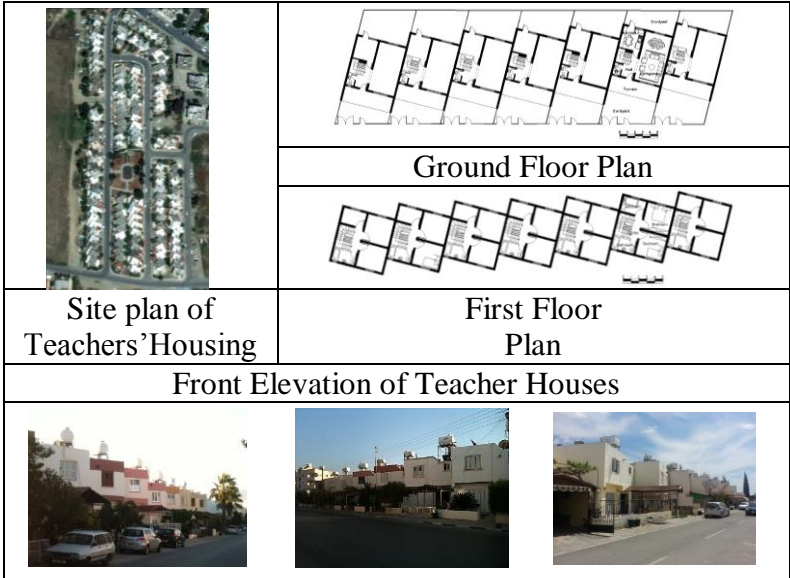 Ground Floor Plan
Site plan of
Teachers’Housing
First Floor
Plan
Front Elevation of Teacher Houses